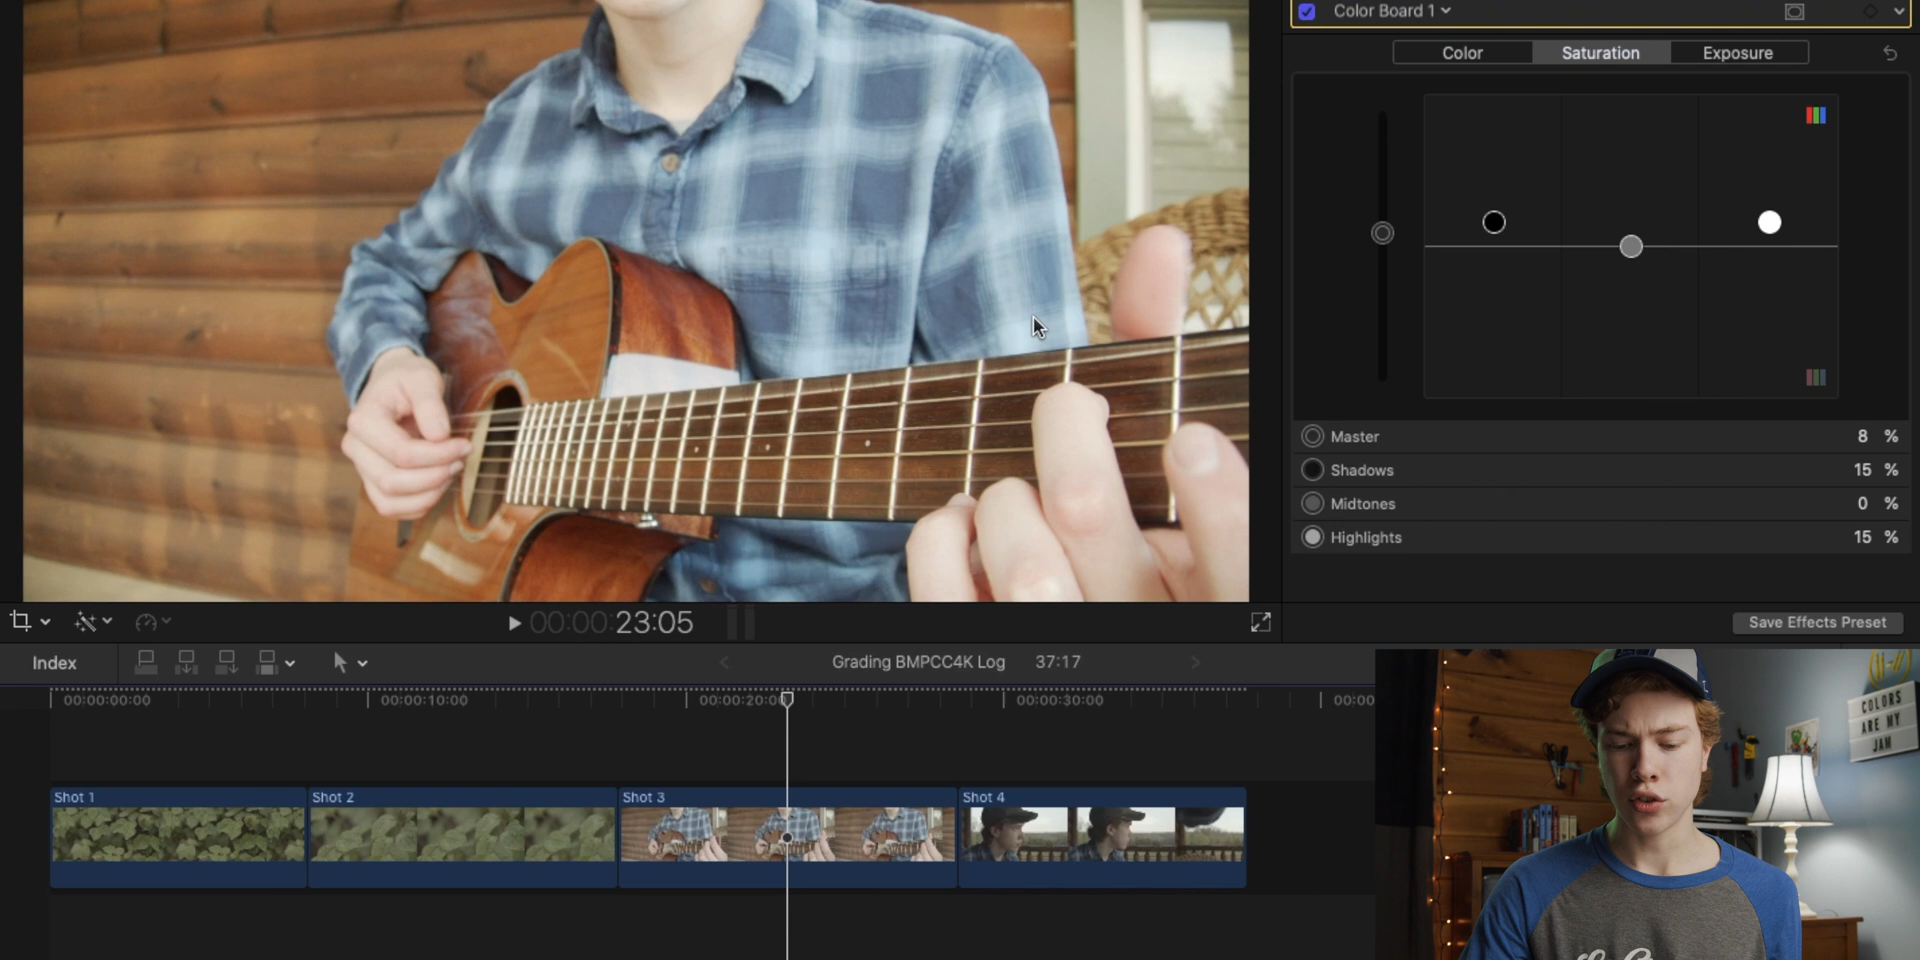 Color Board 1
Color Saturation Exposure
Master 8 %
Shadows 15 %
Midtones 0 %
Highlights 15 %
00:00:00:23:05
Save Effects Preset
Index
Grading BMPCC4K Log 37:17
00:00:00:00 00:00:10:00 00:00:20:00 00:00:30:00 00:00
Shot 1 Shot 2 Shot 3 Shot 4
COLORS
ARE MY
JAM